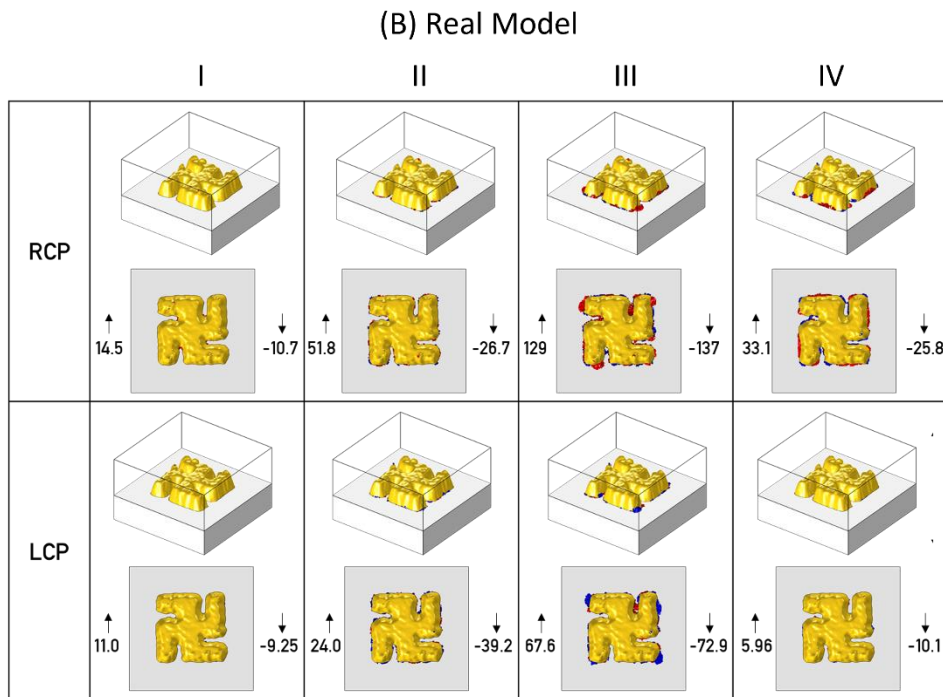 (B) Real Model
I II III IV
RCP
↑ 14.5 ↓ -10.7 ↑ 51.8 ↓ -26.7 ↑ 129 ↓ -137 ↑ 33.1 ↓ -25.8
LCP
↑ 11.0 ↓ -9.25 ↑ 24.0 ↓ -39.2 ↑ 67.6 ↓ -72.9 ↑ 5.96 ↓ -10.1